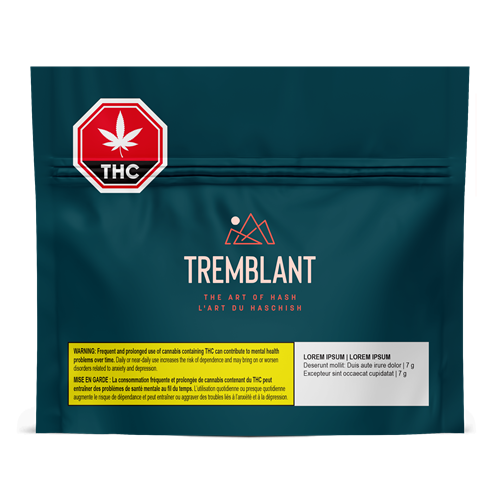 THC
TREMBLANT
THE ART OF HASH
L'ART DU HASCHISH
WARNING: Frequent and prolonged use of cannabis containing THC can contribute to mental health
problems over time. Daily or near-daily use increases the risk of dependence and may bring on or worsen
disorders related to anxiety and depression.
MISE EN GARDE : La consommation fréquente et prolongée de cannabis contenant du THC peut
entraîner des problèmes de santé mentale au fil du temps. L'utilisation quotidienne ou presque quotidienne
augmente le risque de dépendance et peut entraîner ou aggraver des troubles liés à l'anxiété et à la dépression.
LOREM IPSUM | LOREM IPSUM
Deserunt mollit: Duis aute irure dolor | 7 g
Excepteur sint occaecat cupidatat | 7 g